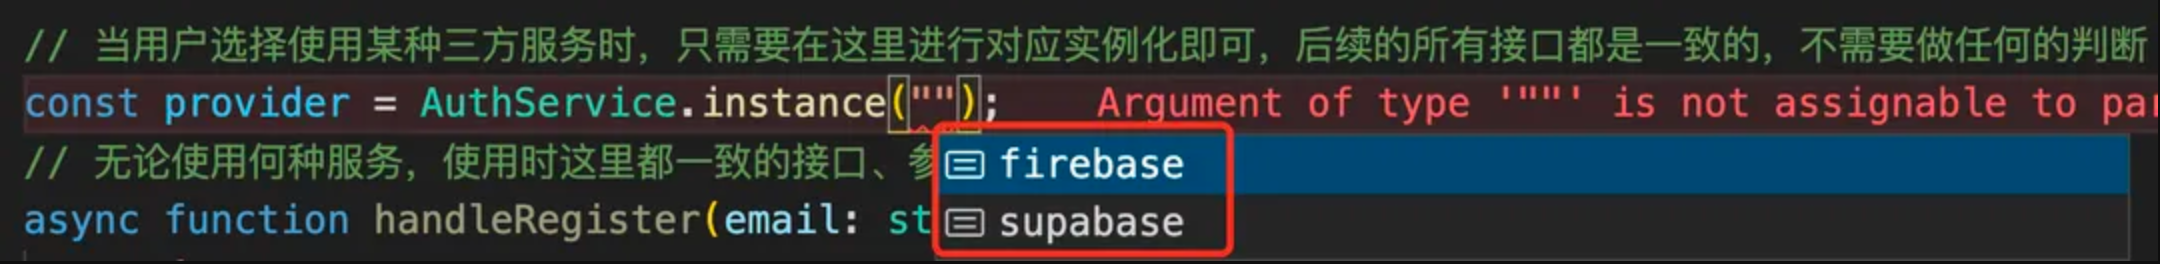 // 当用户选择使用某种三方服务时，只需要在这里进行对应实例化即可，后续的所有接口都是一致的，不需要做任何的判断
const provider = AuthService.instance(""); Argument of type '""' is not assignable to par
// 无论使用何种服务，使用时这里都一致的接口、参
firebase
async function handleRegister(email: st
supabase